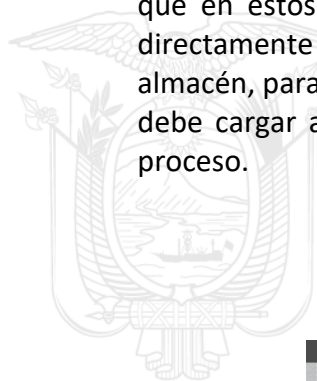 que en estos
directamente
almacén, para
debe cargar a
proceso.